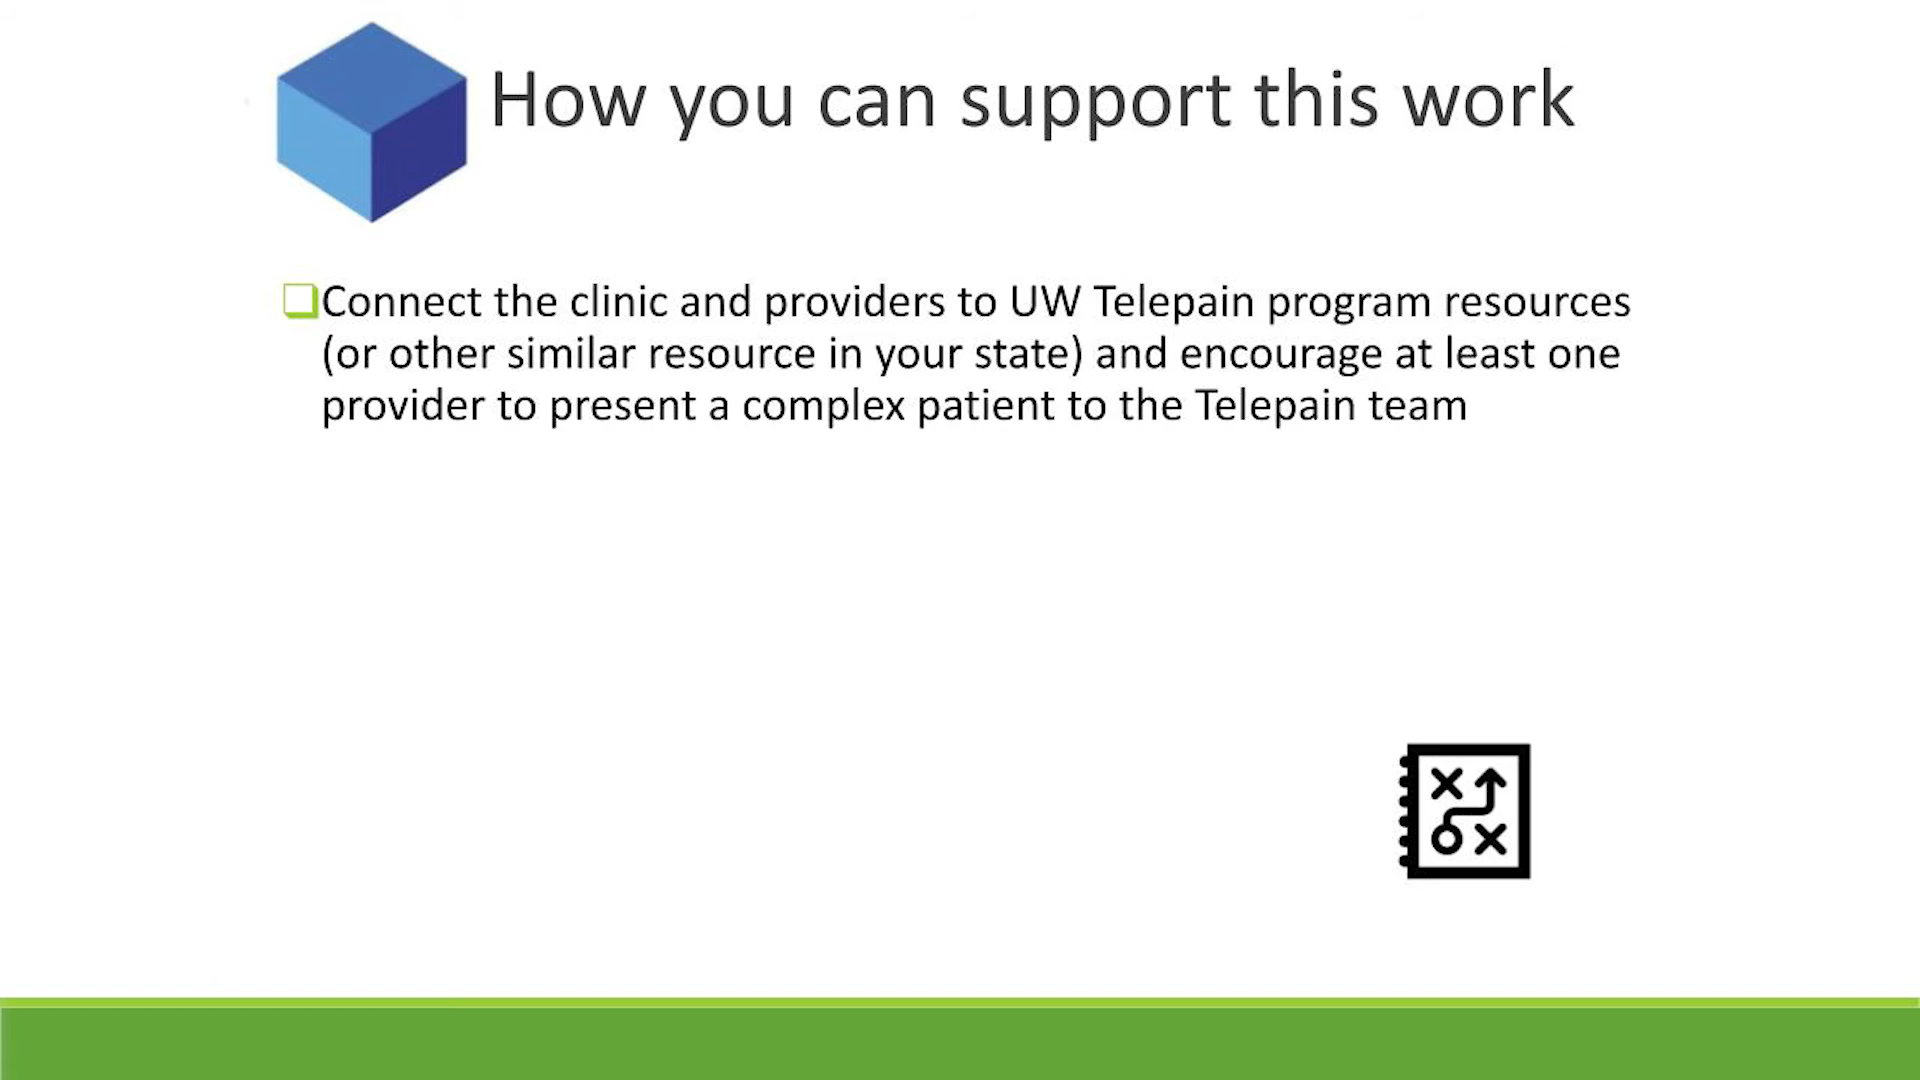 How you can support this work
Connect the clinic and providers to UW Telepain program resources
(or other similar resource in your state) and encourage at least one
provider to present a complex patient to the Telepain team